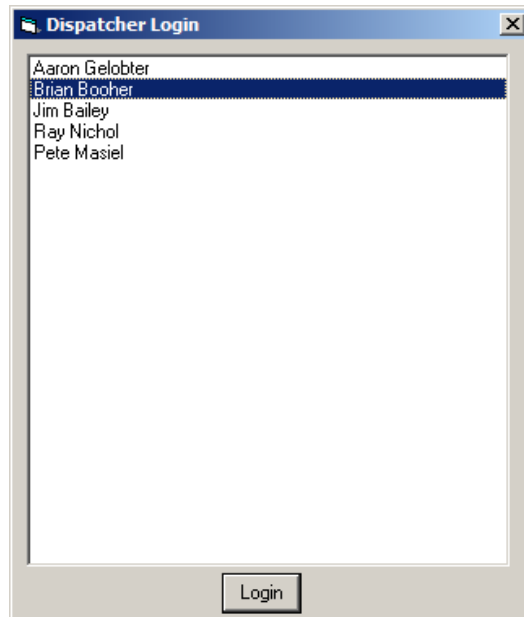 Dispatcher Login
Aaron Gelobter
Brian Booher
Jim Bailey
Ray Nichol
Pete Masiel
Login